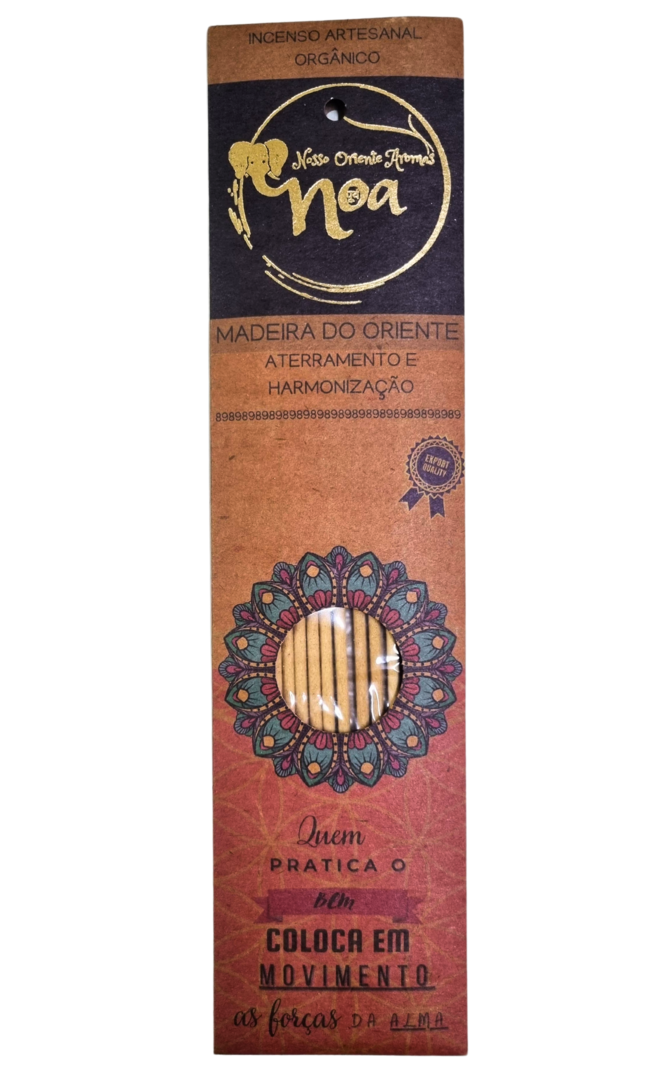 INCENSO ARTESANAL
ORGÂNICO
Nosso Oriente Aromas
noa
MADEIRA DO ORIENTE
ATERRAMENTO E
HARMONIZAÇÃO
898989898989898989898989898989898989
EXPORT
QUALITY
Quem
PRATICA O
BEM
COLOCA EM
MOVIMENTO
as forças DA ALMA